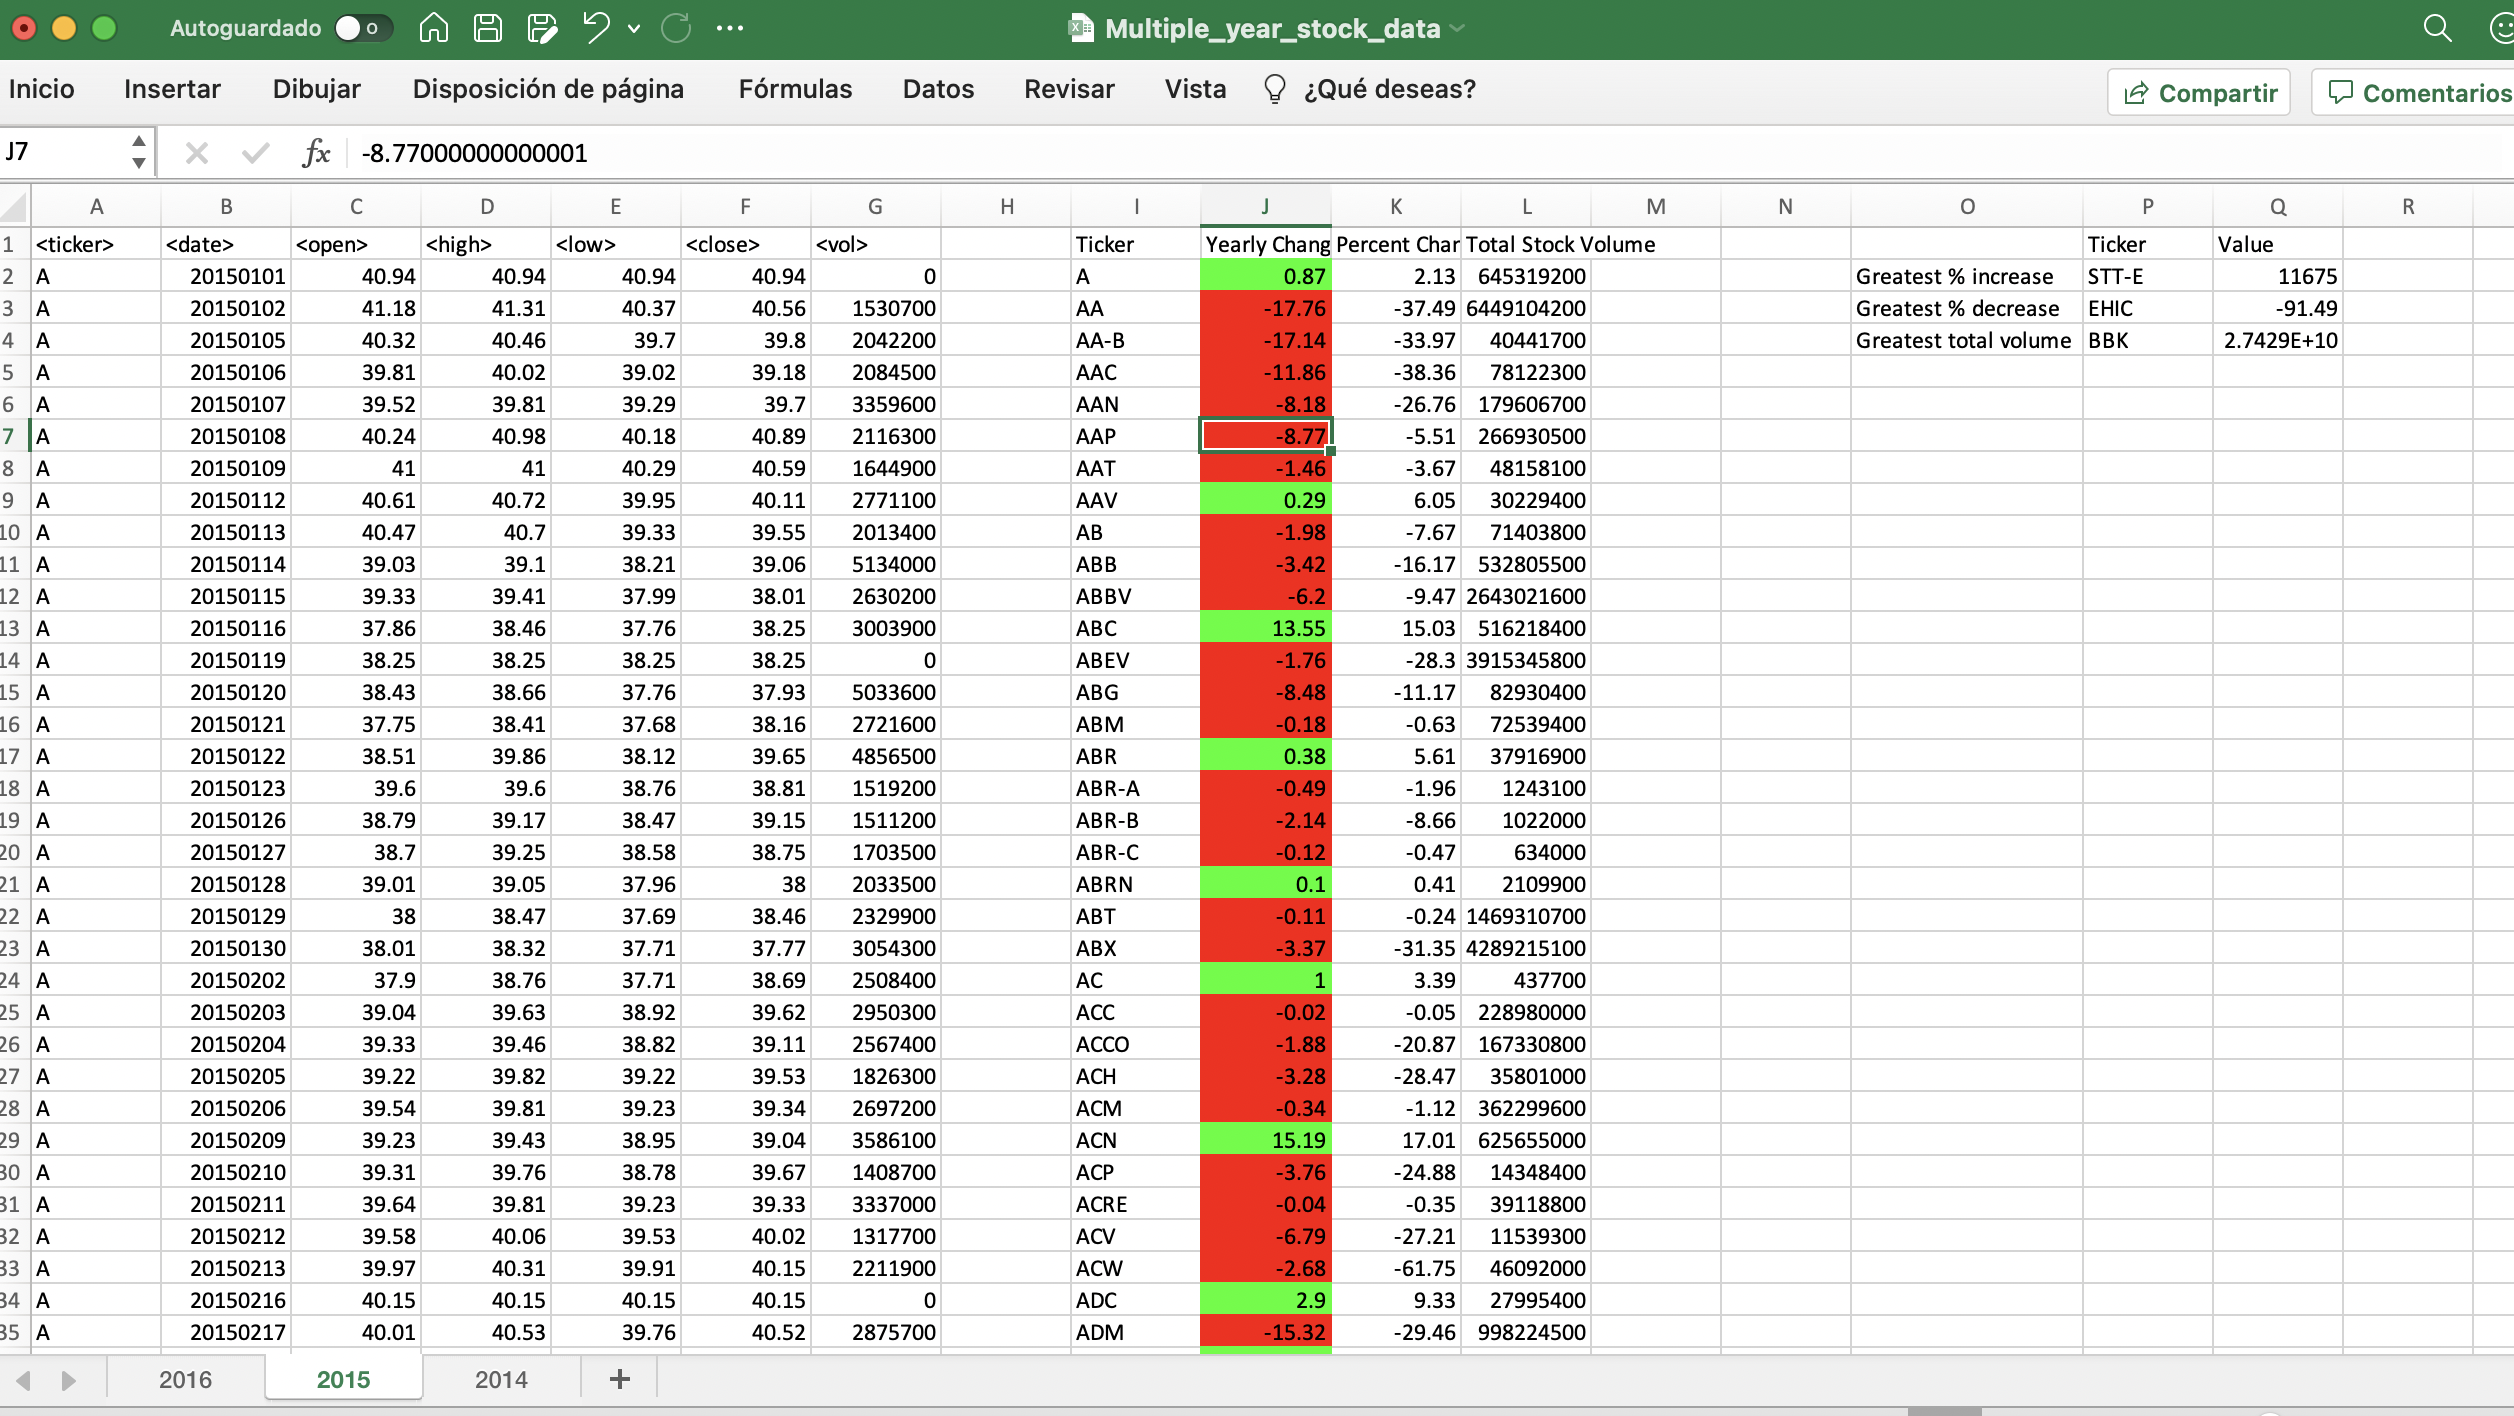 Autoguardado
Multiple_year_stock_data
Inicio Insertar Dibujar Disposición de página Fórmulas Datos Revisar Vista ¿Qué deseas? Compartir Comentarios
J7 fx -8.77000000000001
A B C D E F G H I J K L M N O P Q R
1 <ticker> <date> <open> <high> <low> <close> <vol> Ticker Yearly Chang Percent Char Total Stock Volume Ticker Value
2 A 20150101 40.94 40.94 40.94 40.94 0 A 0.87 2.13 645319200 Greatest % increase STT-E 11675
3 A 20150102 41.18 41.31 40.37 40.56 1530700 AA -17.76 -37.49 6449104200 Greatest % decrease EHIC -91.49
4 A 20150105 40.32 40.46 39.7 39.8 2042200 AA-B -17.14 -33.97 40441700 Greatest total volume BBK 2.7429E+10
5 A 20150106 39.81 40.02 39.02 39.18 2084500 AAC -11.86 -38.36 78122300
6 A 20150107 39.52 39.81 39.29 39.7 3359600 AAN -8.18 -26.76 179606700
7 A 20150108 40.24 40.98 40.18 40.89 2116300 AAP -8.77 -5.51 266930500
8 A 20150109 41 41 40.29 40.59 1644900 AAT -1.46 -3.67 48158100
9 A 20150112 40.61 40.72 39.95 40.11 2771100 AAV 0.29 6.05 30229400
10 A 20150113 40.47 40.7 39.33 39.55 2013400 AB -1.98 -7.67 71403800
11 A 20150114 39.03 39.1 38.21 39.06 5134000 ABB -3.42 -16.17 532805500
12 A 20150115 39.33 39.41 37.99 38.01 2630200 ABBV -6.2 -9.47 2643021600
13 A 20150116 37.86 38.46 37.76 38.25 3003900 ABC 13.55 15.03 516218400
14 A 20150119 38.25 38.25 38.25 38.25 0 ABEV -1.76 -28.3 3915345800
15 A 20150120 38.43 38.66 37.76 37.93 5033600 ABG -8.48 -11.17 82930400
16 A 20150121 37.75 38.41 37.68 38.16 2721600 ABM -0.18 -0.63 72539400
17 A 20150122 38.51 39.86 38.12 39.65 4856500 ABR 0.38 5.61 37916900
18 A 20150123 39.6 39.6 38.76 38.81 1519200 ABR-A -0.49 -1.96 1243100
19 A 20150126 38.79 39.17 38.47 39.15 1511200 ABR-B -2.14 -8.66 1022000
20 A 20150127 38.7 39.25 38.58 38.75 1703500 ABR-C -0.12 -0.47 634000
21 A 20150128 39.01 39.05 37.96 38 2033500 ABRN 0.1 0.41 2109900
22 A 20150129 38 38.47 37.69 38.46 2329900 ABT -0.11 -0.24 1469310700
23 A 20150130 38.01 38.32 37.71 37.77 3054300 ABX -3.37 -31.35 4289215100
24 A 20150202 37.9 38.76 37.71 38.69 2508400 AC 1 3.39 437700
25 A 20150203 39.04 39.63 38.92 39.62 2950300 ACC -0.02 -0.05 228980000
26 A 20150204 39.33 39.46 38.82 39.11 2567400 ACCO -1.88 -20.87 167330800
27 A 20150205 39.22 39.82 39.22 39.53 1826300 ACH -3.28 -28.47 35801000
28 A 20150206 39.54 39.81 39.23 39.34 2697200 ACM -0.34 -1.12 362299600
29 A 20150209 39.23 39.43 38.95 39.04 3586100 ACN 15.19 17.01 625655000
30 A 20150210 39.31 39.76 38.78 39.67 1408700 ACP -3.76 -24.88 14348400
31 A 20150211 39.64 39.81 39.23 39.33 3337000 ACRE -0.04 -0.35 39118800
32 A 20150212 39.58 40.06 39.53 40.02 1317700 ACV -6.79 -27.21 11539300
33 A 20150213 39.97 40.31 39.91 40.15 2211900 ACW -2.68 -61.75 46092000
34 A 20150216 40.15 40.15 40.15 40.15 0 ADC 2.9 9.33 27995400
35 A 20150217 40.01 40.53 39.76 40.52 2875700 ADM -15.32 -29.46 998224500
2016 2015 2014